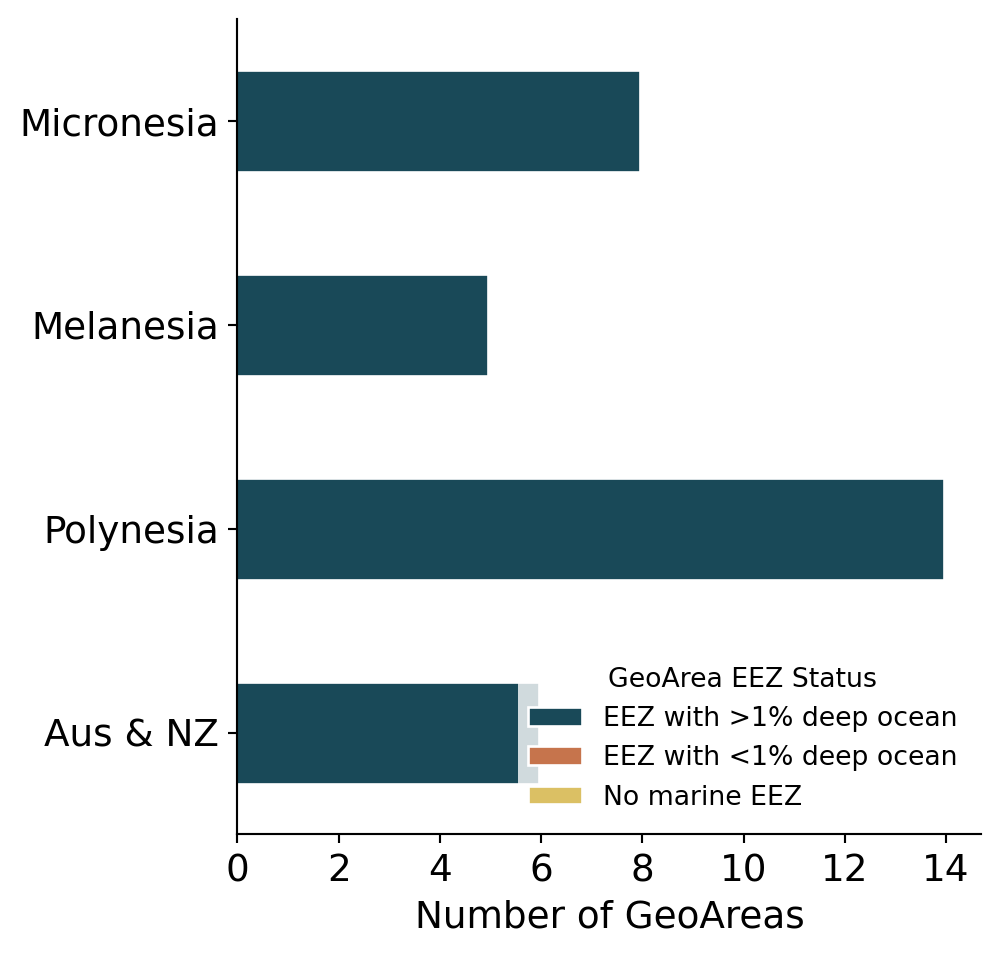 Micronesia
Melanesia
Polynesia
Aus & NZ
GeoArea EEZ Status
EEZ with >1% deep ocean
EEZ with <1% deep ocean
No marine EEZ
0 2 4 6 8 10 12 14
Number of GeoAreas